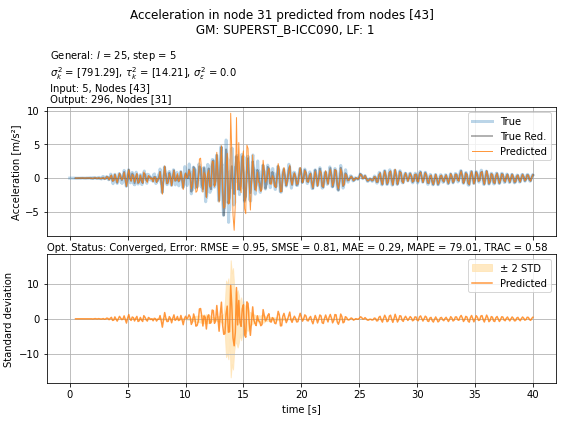 Acceleration in node 31 predicted from nodes [43]
GM: SUPERST_B-ICC090, LF: 1
General: l = 25, step = 5
σ²ₖ = [791.29], τ²ₖ = [14.21], σ²ε = 0.0
Input: 5, Nodes [43]
Output: 296, Nodes [31]
10
5
0
−5
Acceleration [m/s²]
True
True Red.
Predicted
Opt. Status: Converged, Error: RMSE = 0.95, SMSE = 0.81, MAE = 0.29, MAPE = 79.01, TRAC = 0.58
10
0
−10
Standard deviation
± 2 STD
Predicted
0 5 10 15 20 25 30 35 40
time [s]